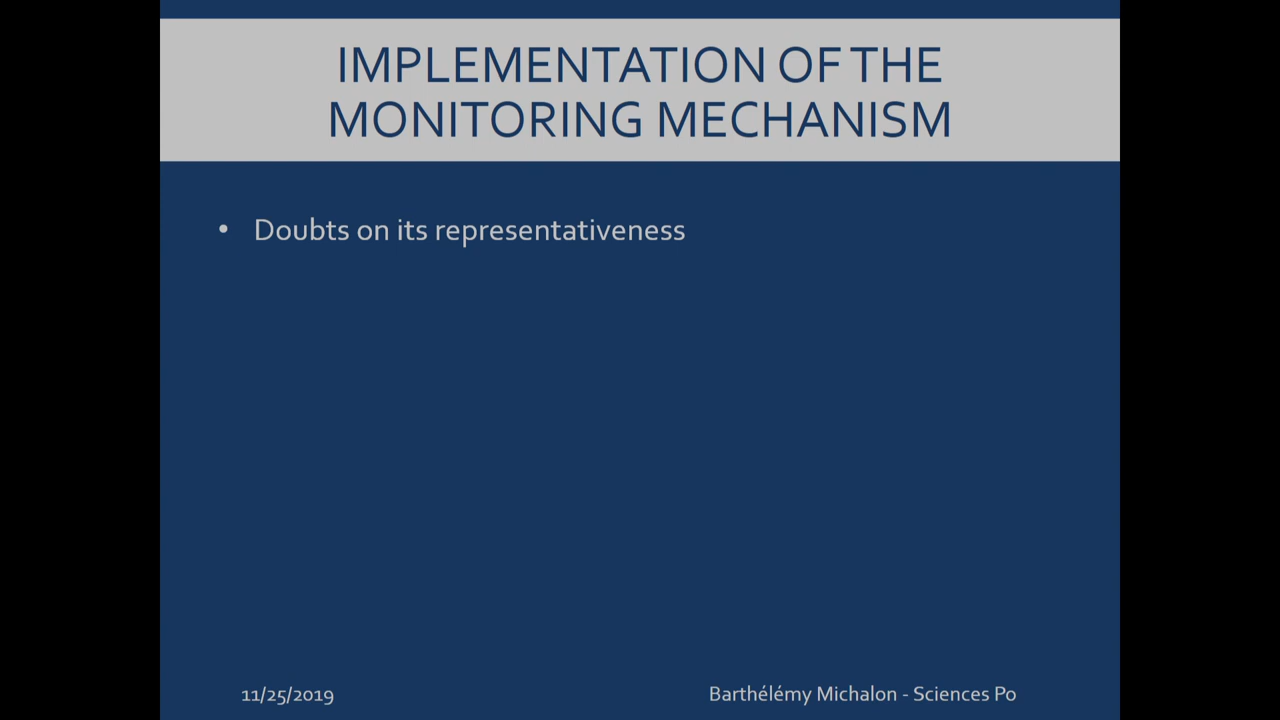 IMPLEMENTATION OF THE
MONITORING MECHANISM
• Doubts on its representativeness
11/25/2019
Barthélémy Michalon - Sciences Po